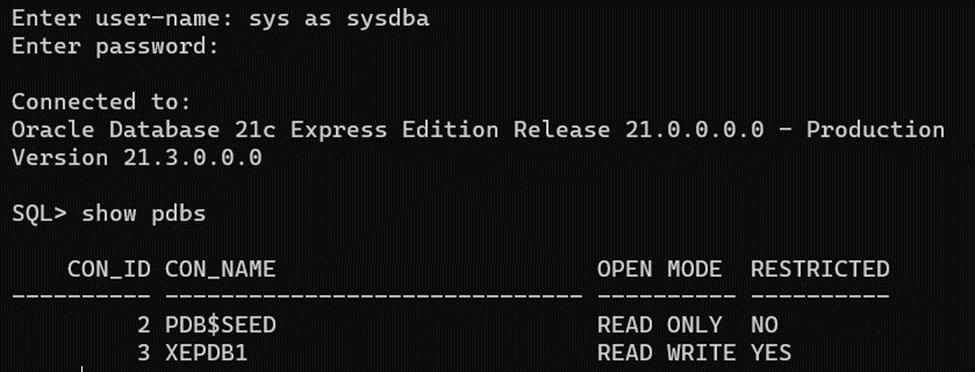 Enter user-name: sys as sysdba
Enter password:
Connected to:
Oracle Database 21c Express Edition Release 21.0.0.0.0 - Production
Version 21.3.0.0.0
SQL> show pdbs
    CON_ID CON_NAME                       OPEN MODE  RESTRICTED
---------- ------------------------------ ---------- ----------
         2 PDB$SEED                       READ ONLY  NO
         3 XEPDB1                         READ WRITE YES